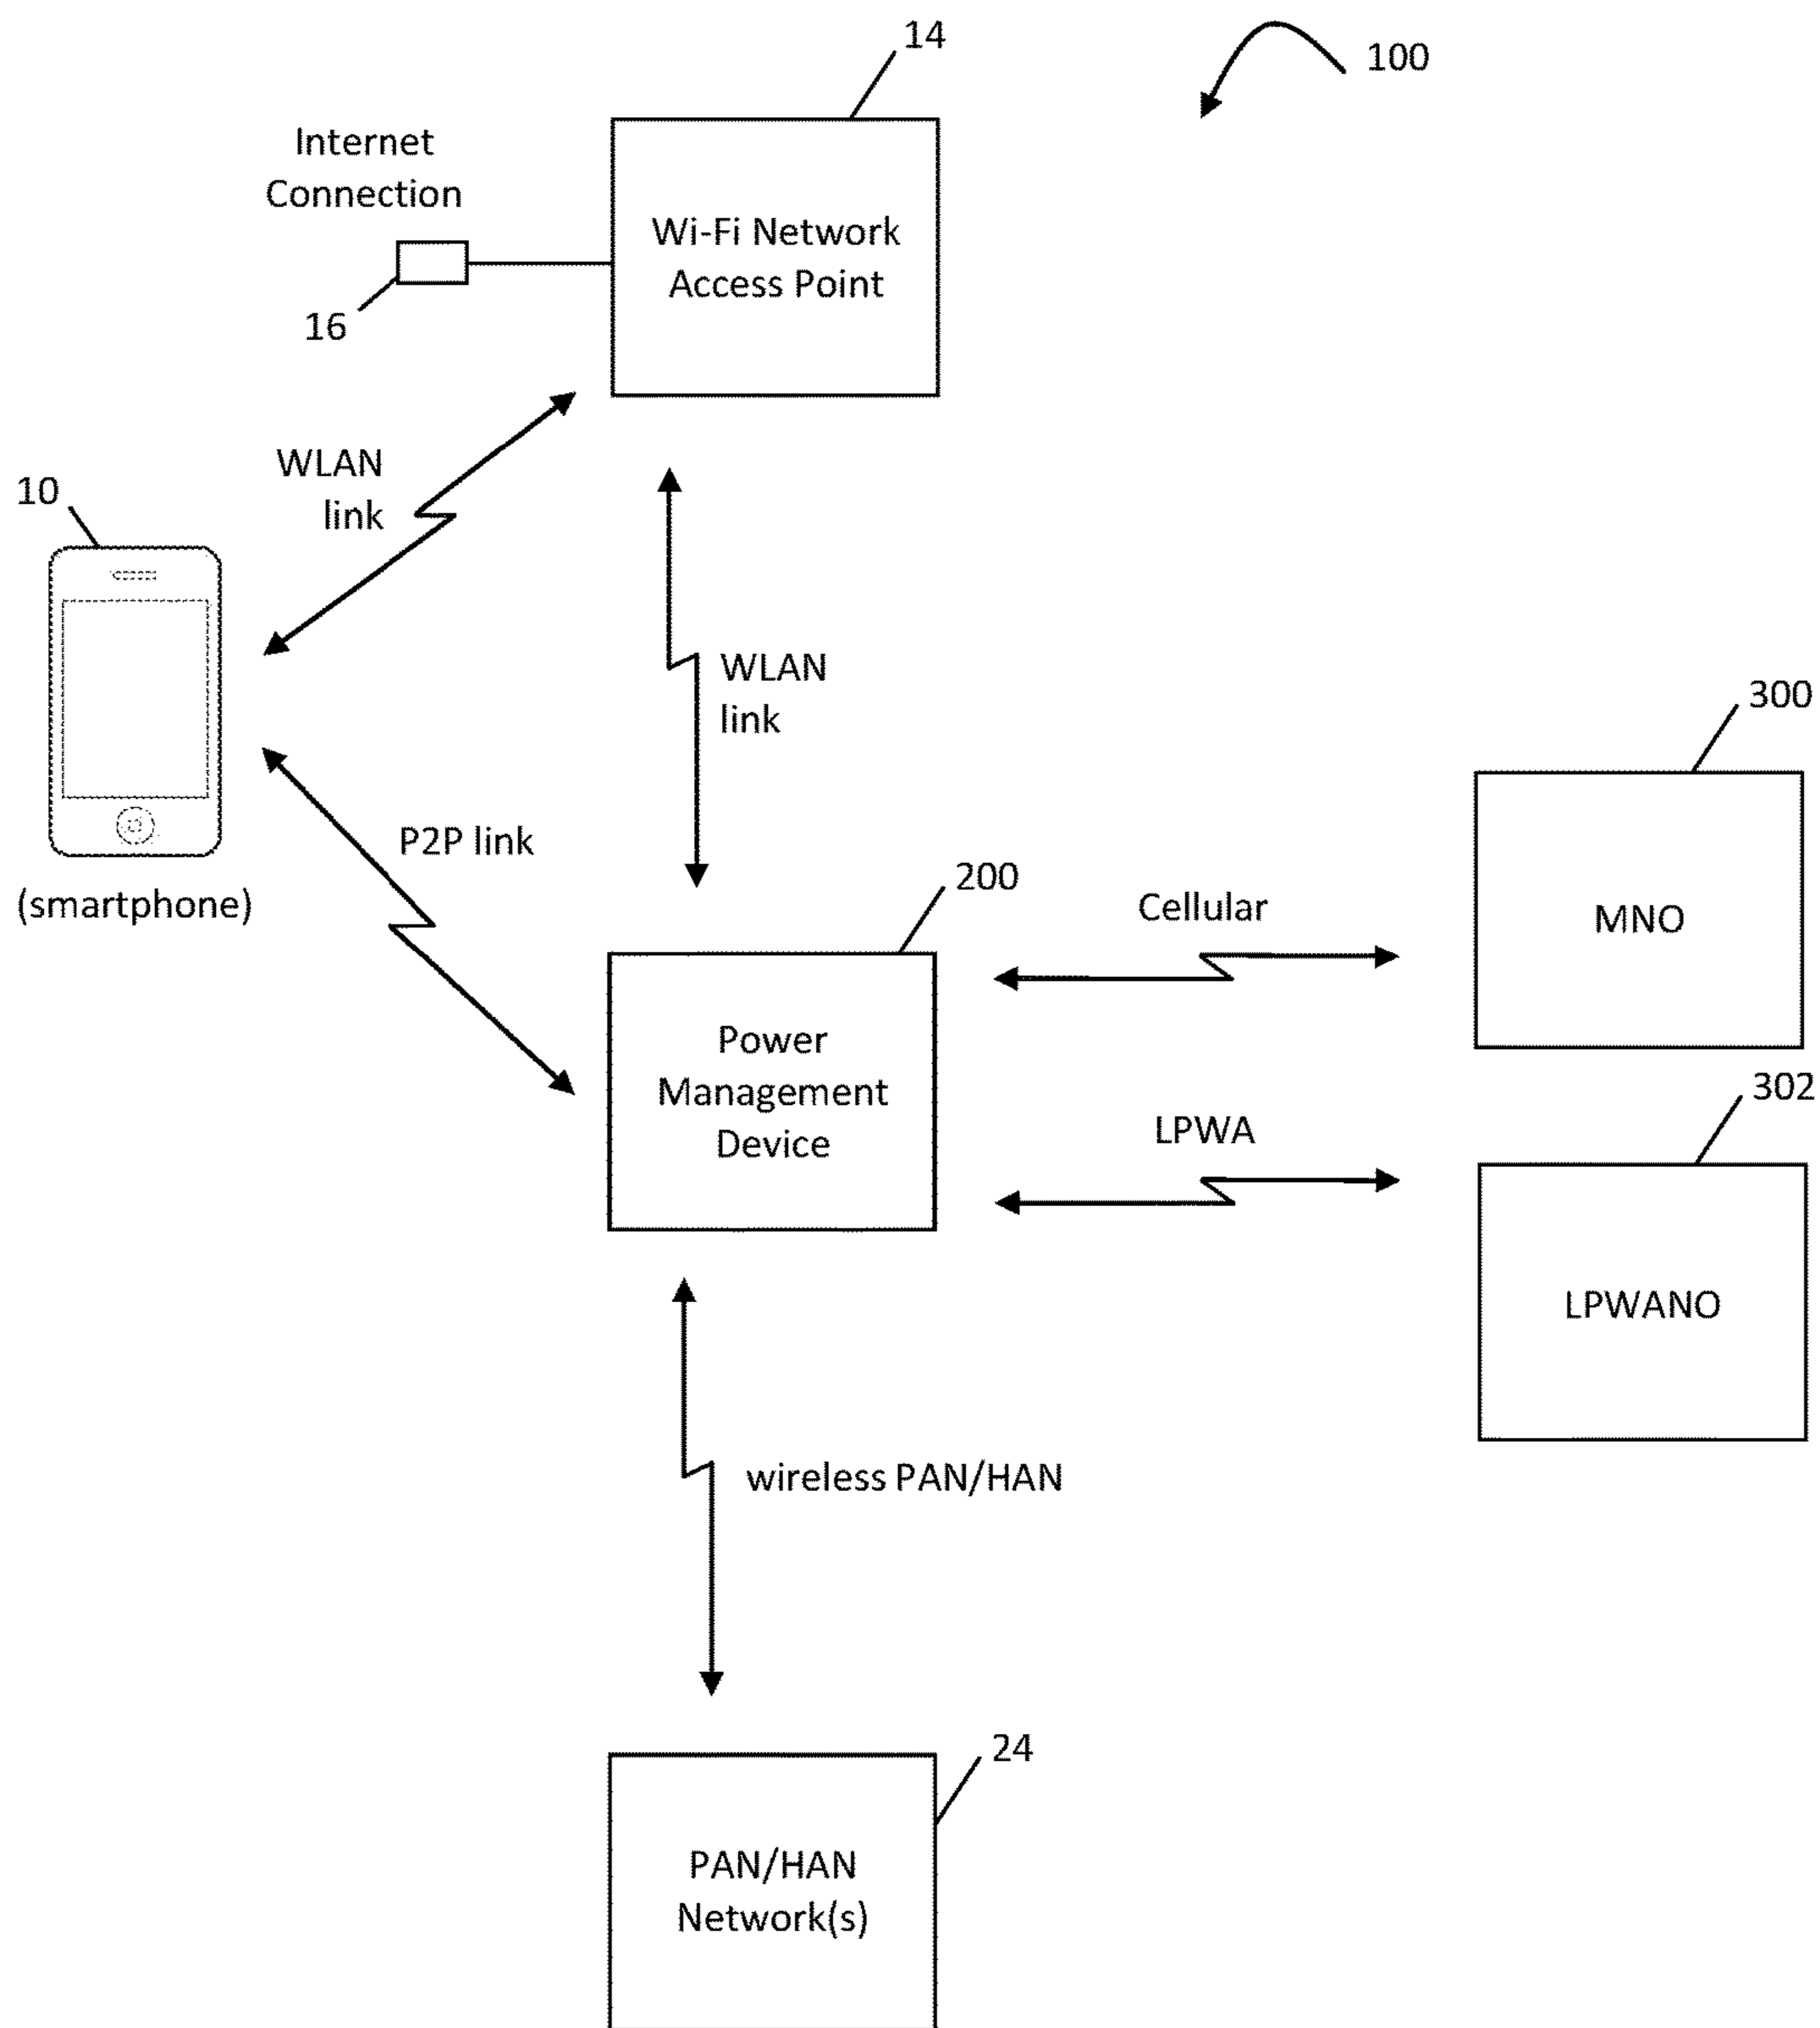 14
100
Internet
Connection
Wi-Fi Network
Access Point
16
WLAN
link
10
WLAN
link
300
P2P link
200
(smartphone)
Cellular
MNO
Power
Management
Device
302
LPWA
LPWANO
wireless PAN/HAN
24
PAN/HAN
Network(s)